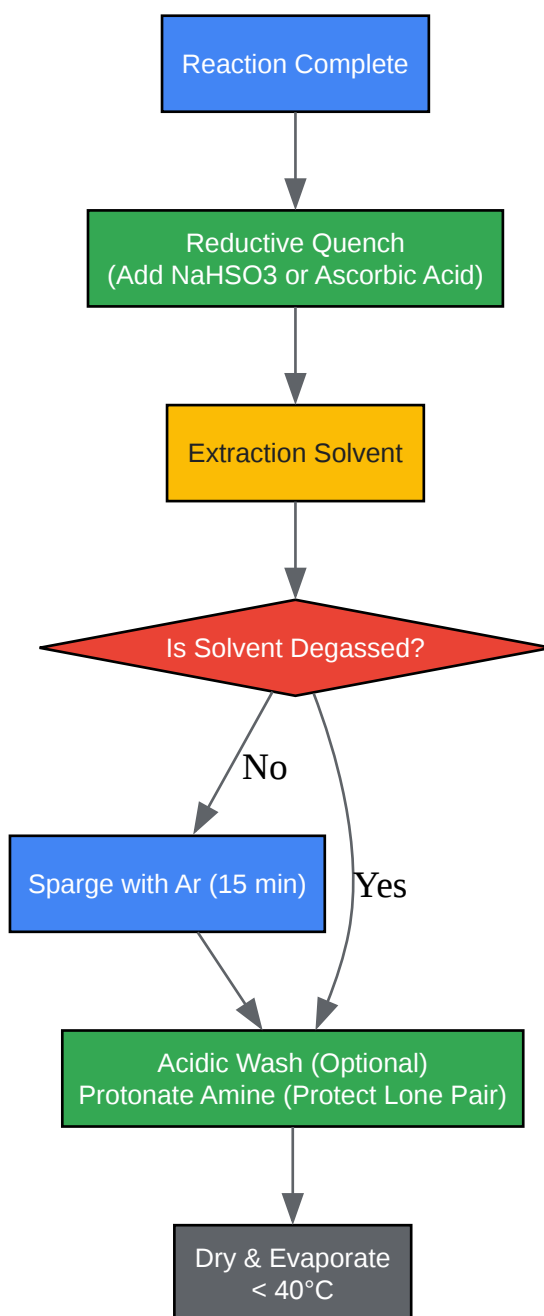 Reaction Complete
Reductive Quench
(Add NaHSO3 or Ascorbic Acid)
Extraction Solvent
Is Solvent Degassed?
No
Sparge with Ar (15 min)
Yes
Acidic Wash (Optional)
Protonate Amine (Protect Lone Pair)
Dry & Evaporate
< 40°C